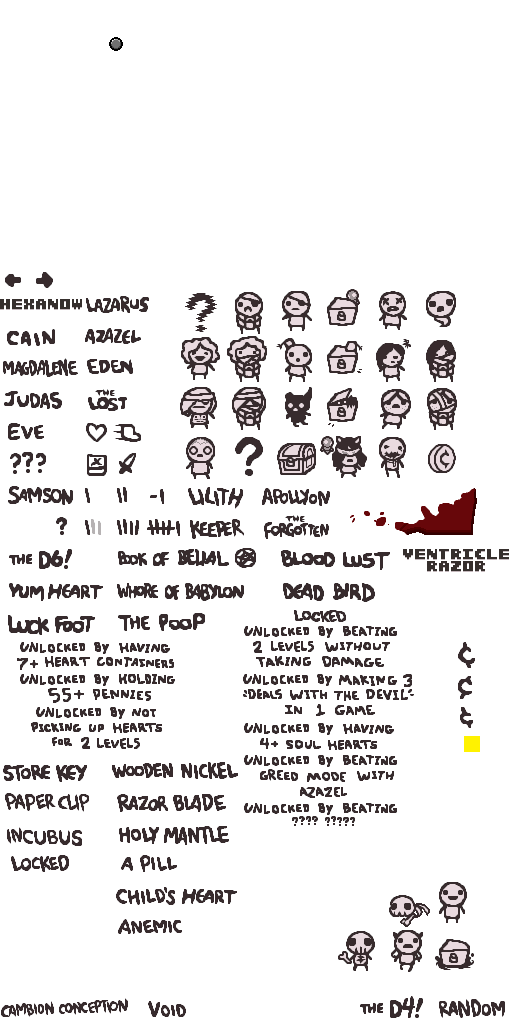 HEXANOW LAZARUS
CAIN AZAZEL
MAGDALENE EDEN
JUDAS THE LOST
EVE
??? ?
SAMSON LILITH APOLLYON
? KEEPER THE FORGOTTEN
THE D6! BOOK OF BELIAL BLOOD LUST VENTRICLE RAZOR
YUM HEART WHORE OF BABYLON DEAD BIRD
LUCK FOOT THE POOP
LOCKED
UNLOCKED BY HAVING
7+ HEART CONTAINERS
UNLOCKED BY HOLDING
55+ PENNIES
UNLOCKED BY NOT
PICKING UP HEARTS
FOR 2 LEVELS
UNLOCKED BY BEATING
2 LEVELS WITHOUT
TAKING DAMAGE
UNLOCKED BY MAKING 3
"DEALS WITH THE DEVIL"
IN 1 GAME
UNLOCKED BY HAVING
4+ SOUL HEARTS
UNLOCKED BY BEATING
GREED MODE WITH
AZAZEL
UNLOCKED BY BEATING
???? ?????
¢
¢
¢
STORE KEY WOODEN NICKEL
PAPER CLIP RAZOR BLADE
INCUBUS HOLY MANTLE
LOCKED A PILL
CHILD'S HEART
ANEMIC
CAMBION CONCEPTION VOID THE D4! RANDOM